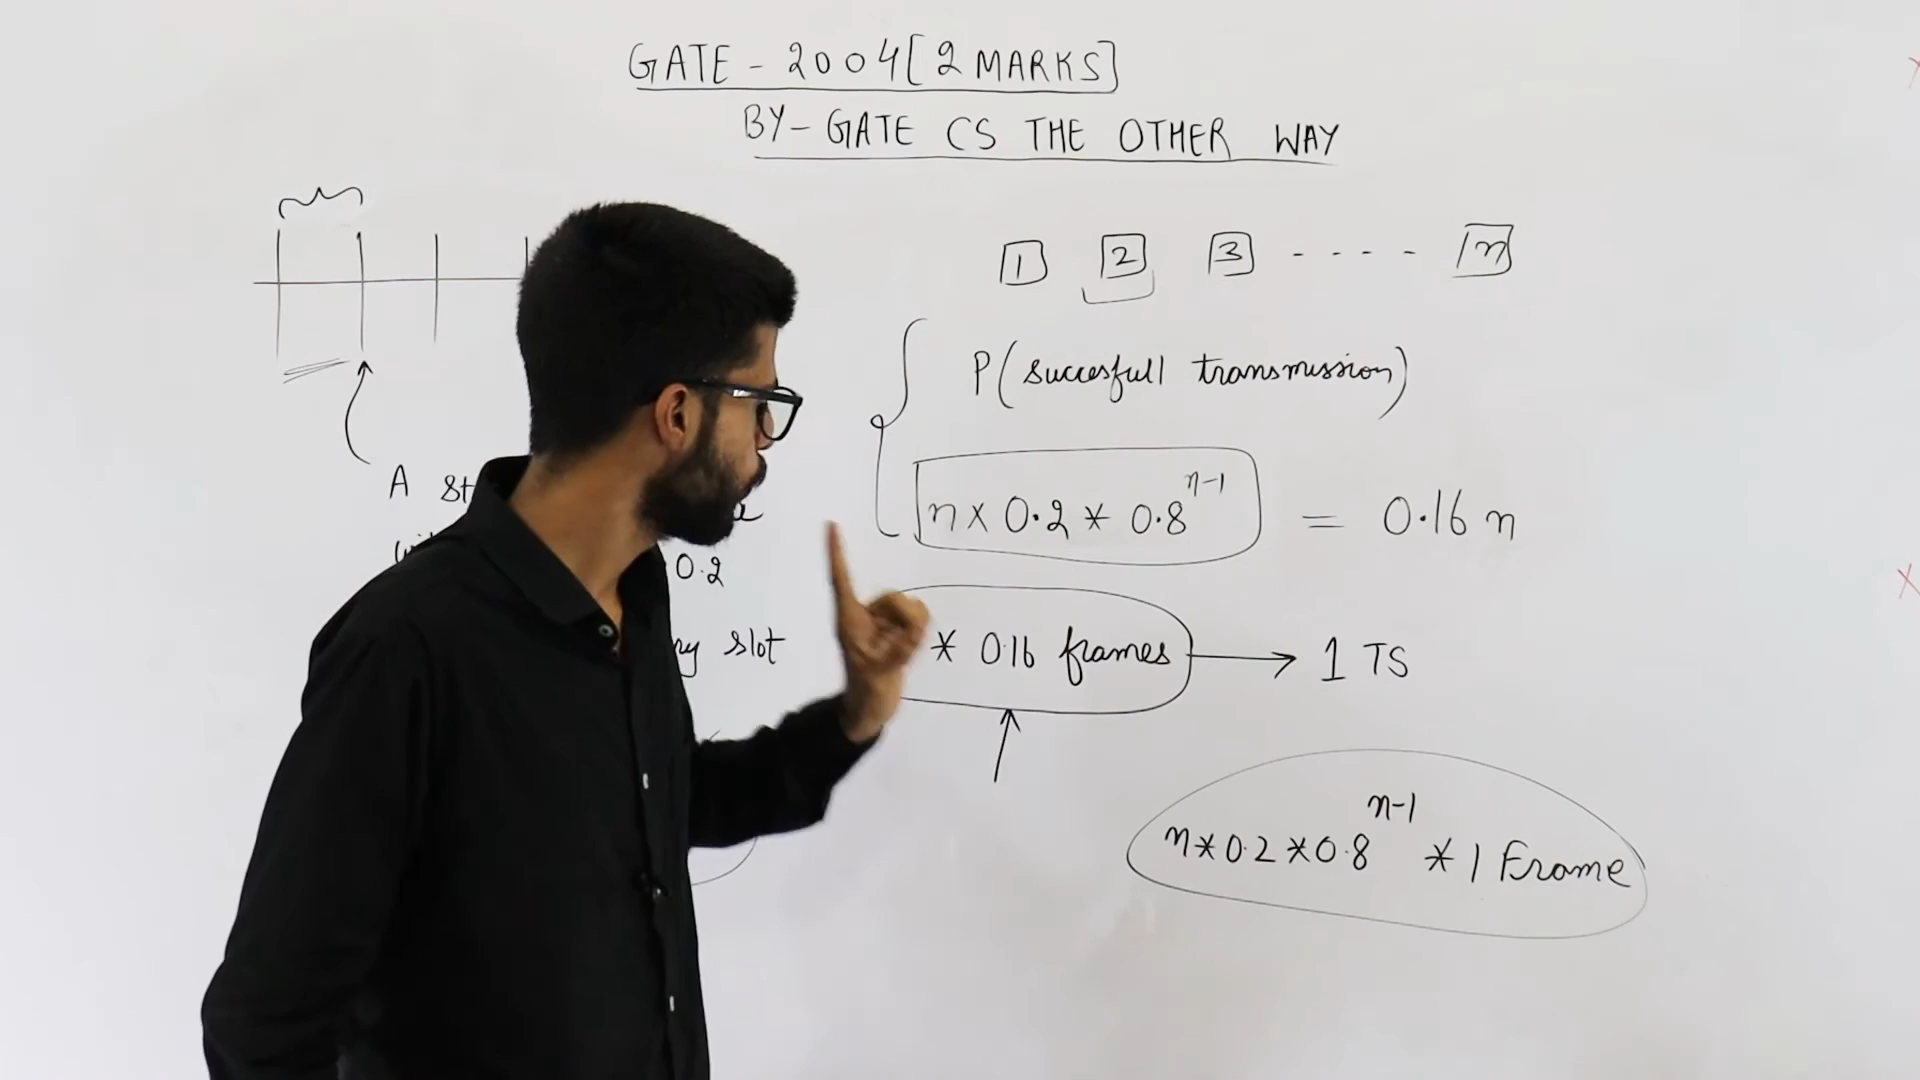 GATE - 2004 [2 MARKS]
BY - GATE CS THE OTHER WAY
1 2 3 - - - - n
P(succesfull transmission)
n × 0.2 * 0.8^{n-1} = 0.16 n
A
0.2
slot
* 0.16 frames → 1 TS
n * 0.2 * 0.8^{n-1} * 1 Frame